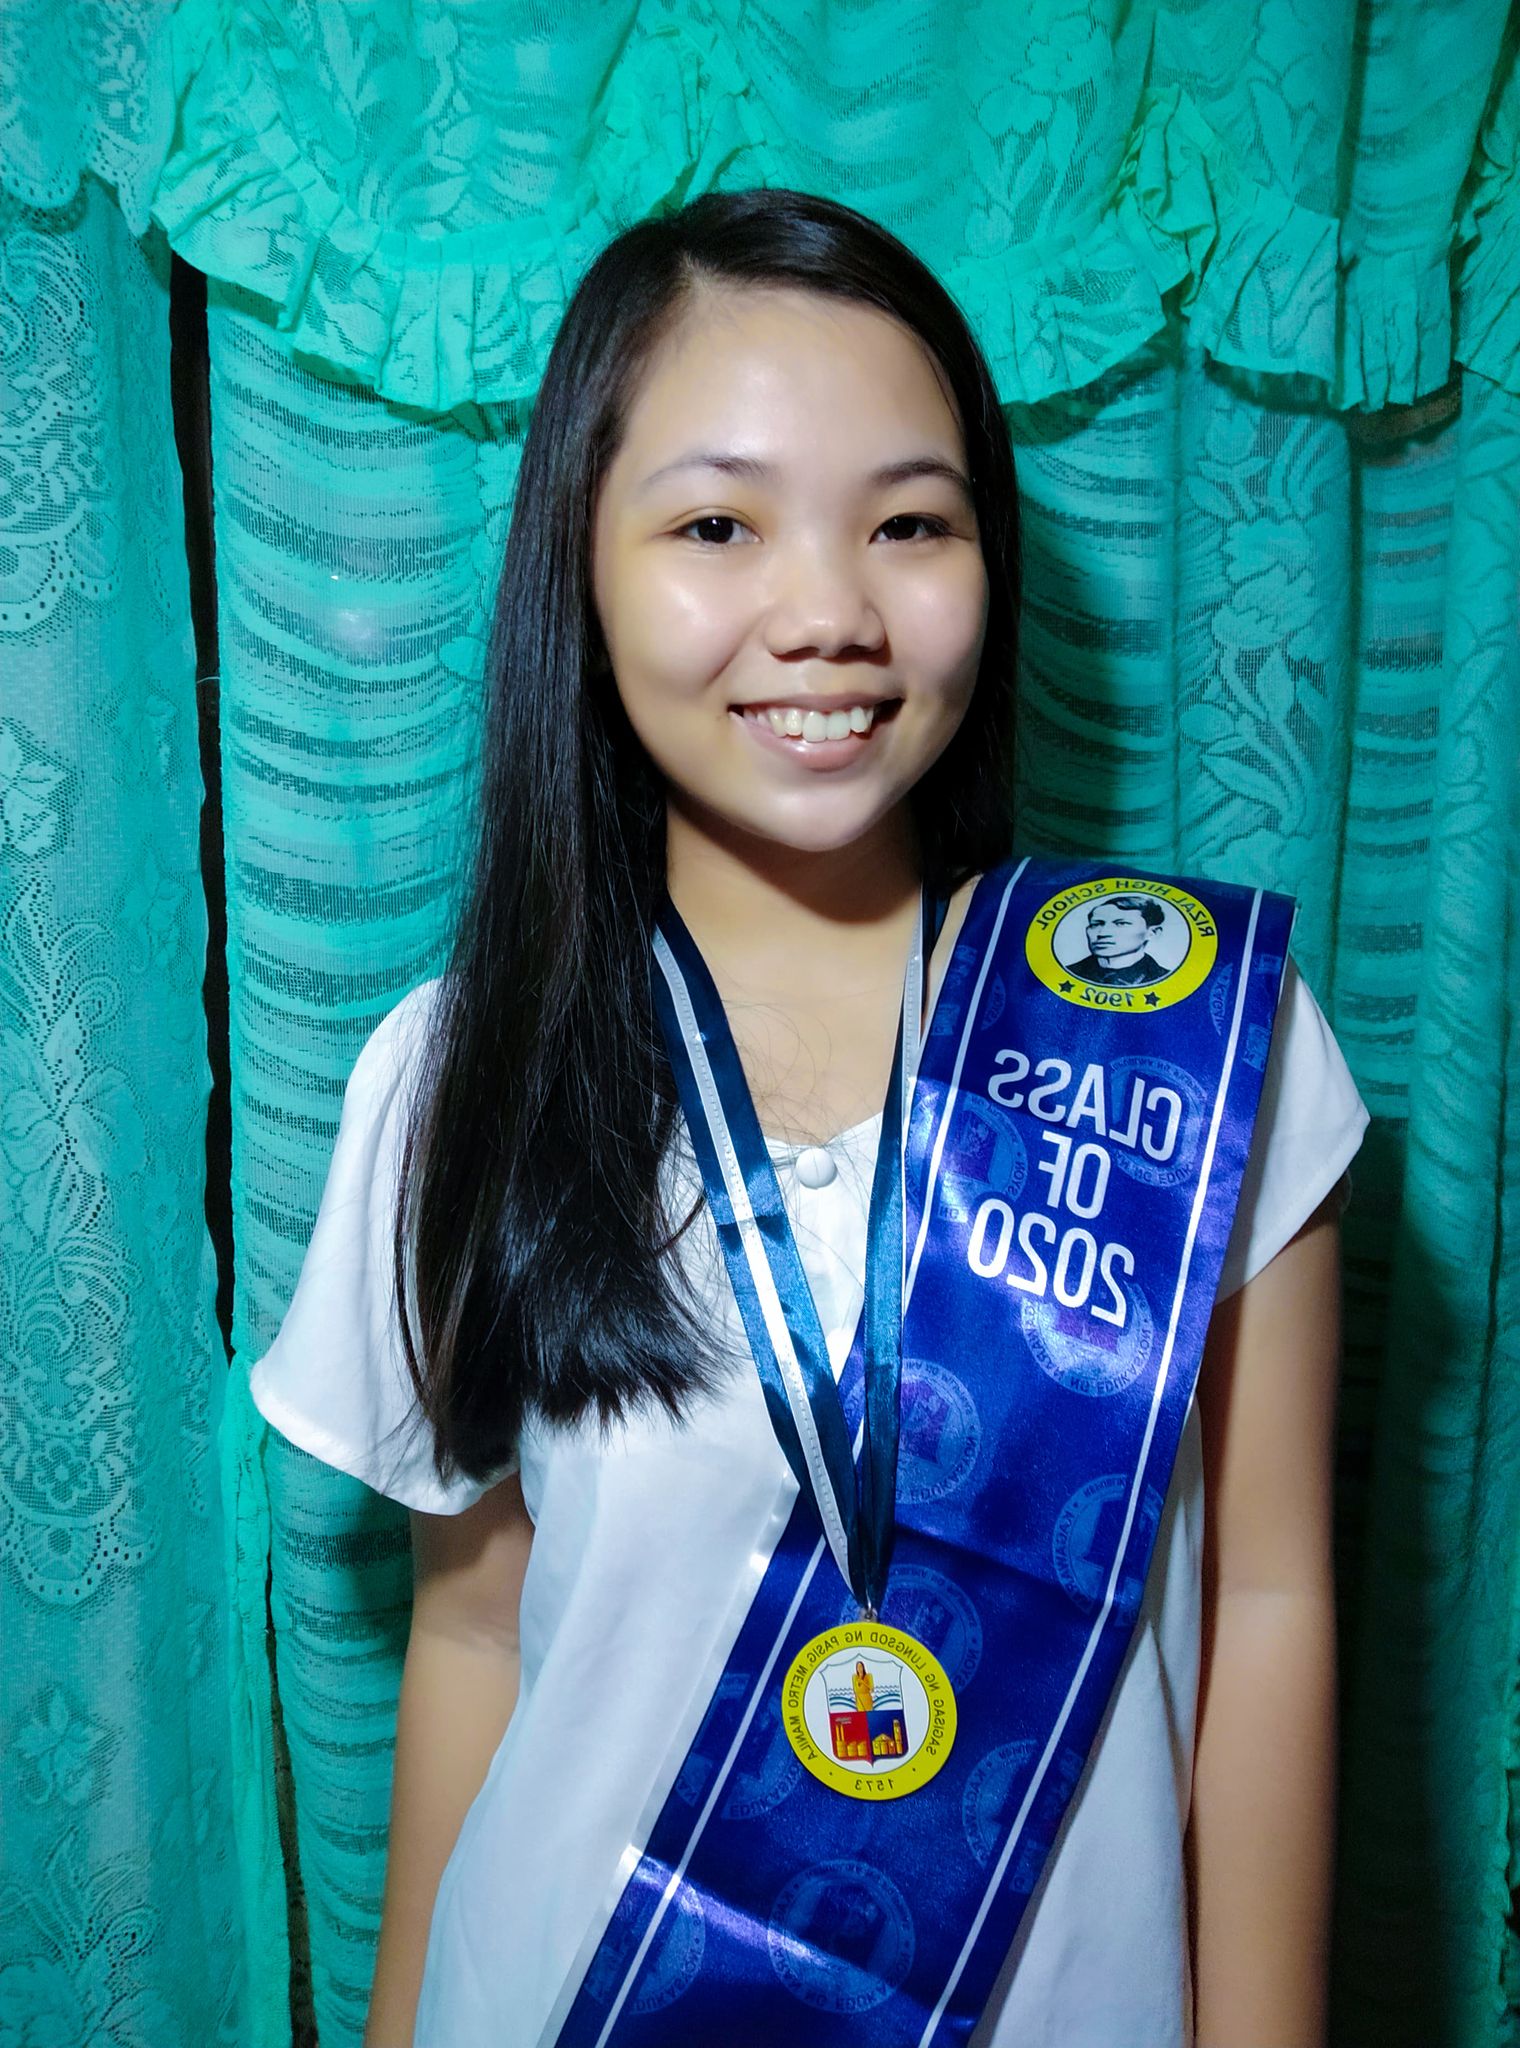 RIZAL HIGH SCHOOL
1902
CLASS
OF
2020
SAGISAG NG LUNGSOD NG PASIG, METRO MANILA
1573